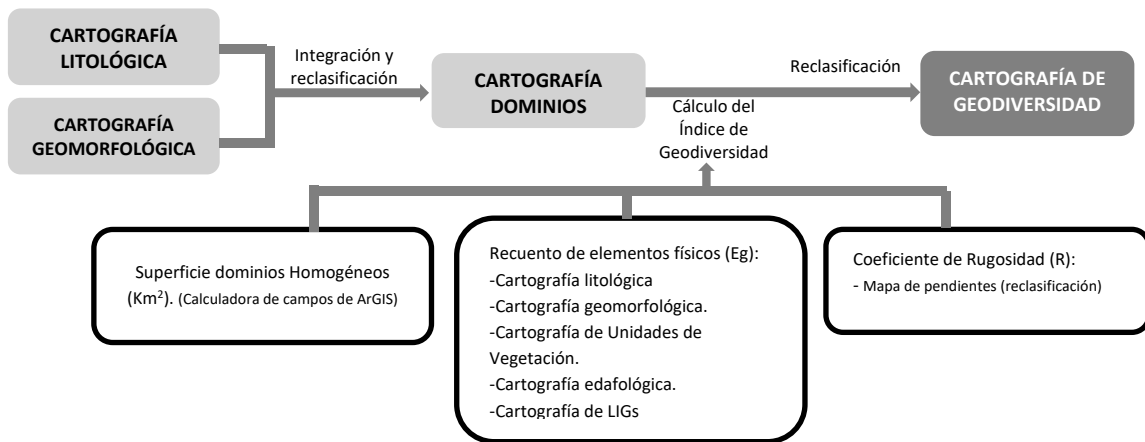 CARTOGRAFÍA
LITOLÓGICA
CARTOGRAFÍA
GEOMORFOLÓGICA
Integración y
reclasificación
CARTOGRAFÍA
DOMINIOS
Reclasificación
Cálculo del
Índice de
Geodiversidad
CARTOGRAFÍA DE
GEODIVERSIDAD
Superficie dominios Homogéneos
(Km²). (Calculadora de campos de ArGIS)
Recuento de elementos físicos (Eg):
-Cartografía litológica
-Cartografía geomorfológica.
-Cartografía de Unidades de
Vegetación.
-Cartografía edafológica.
-Cartografía de LIGs
Coeficiente de Rugosidad (R):
- Mapa de pendientes (reclasificación)